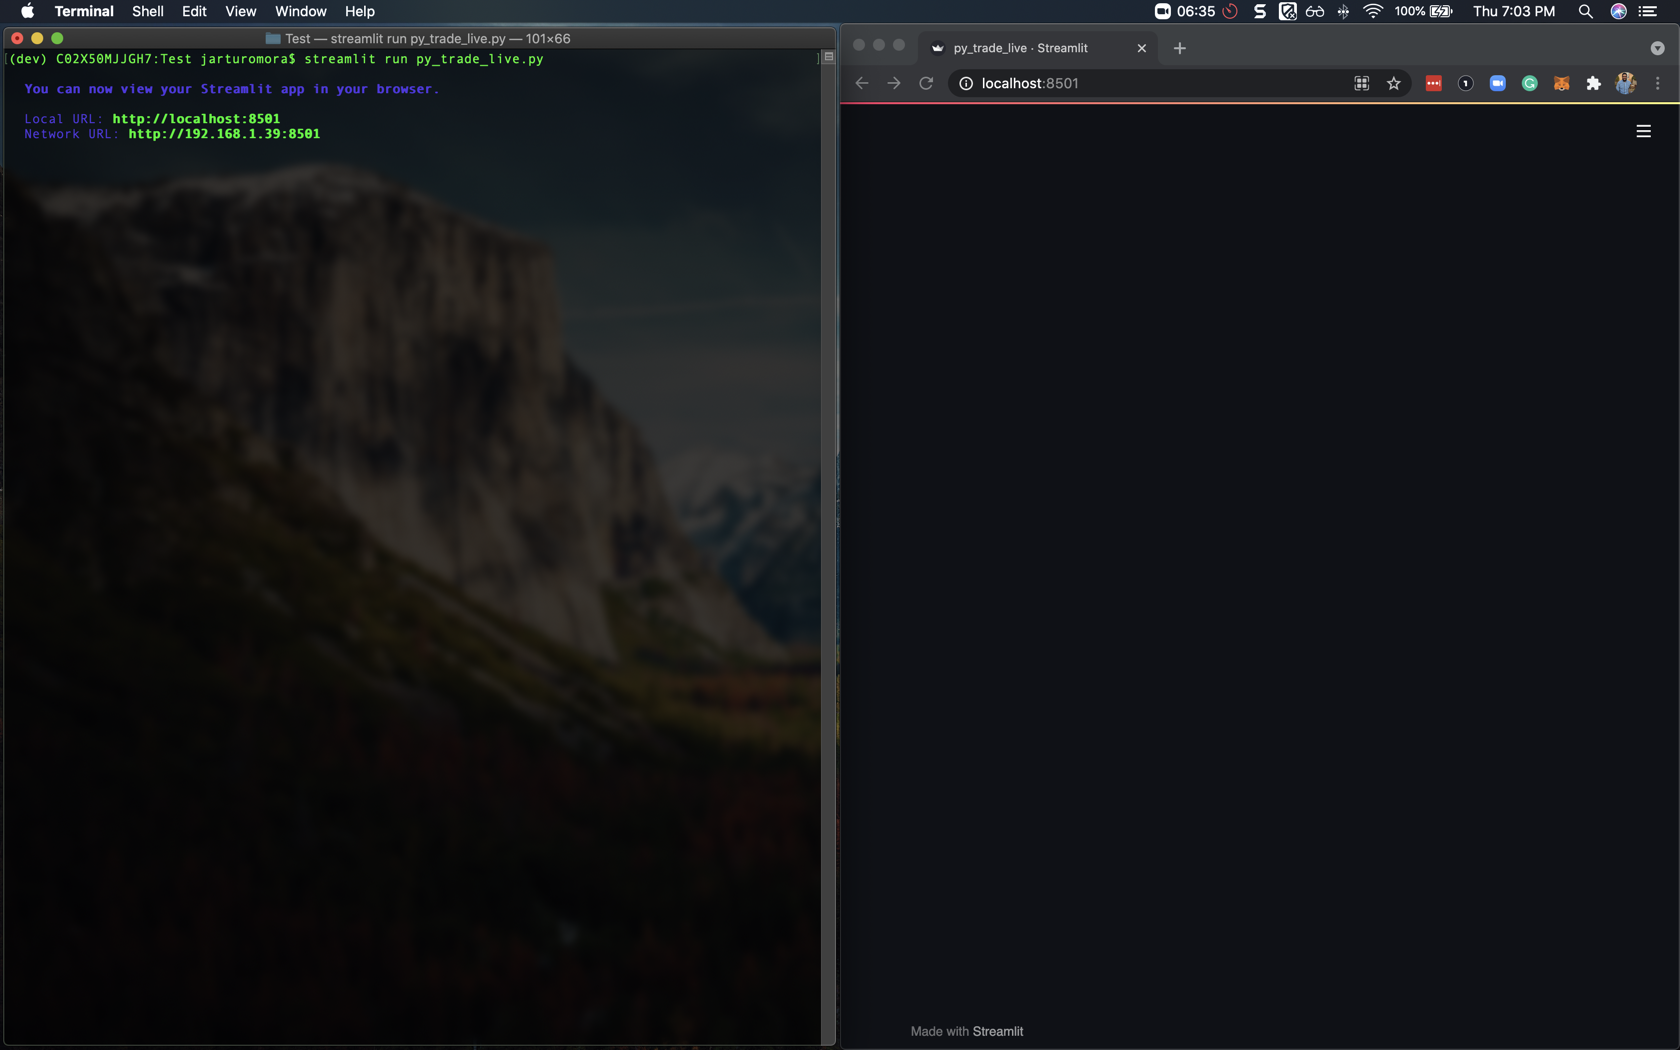 Terminal Shell Edit View Window Help
06:35 100% Thu 7:03 PM
Test — streamlit run py_trade_live.py — 101×66
(dev) C02X50MJJGH7:Test jarturomora$ streamlit run py_trade_live.py
You can now view your Streamlit app in your browser.
Local URL: http://localhost:8501
Network URL: http://192.168.1.39:8501
py_trade_live · Streamlit
localhost:8501
Made with Streamlit